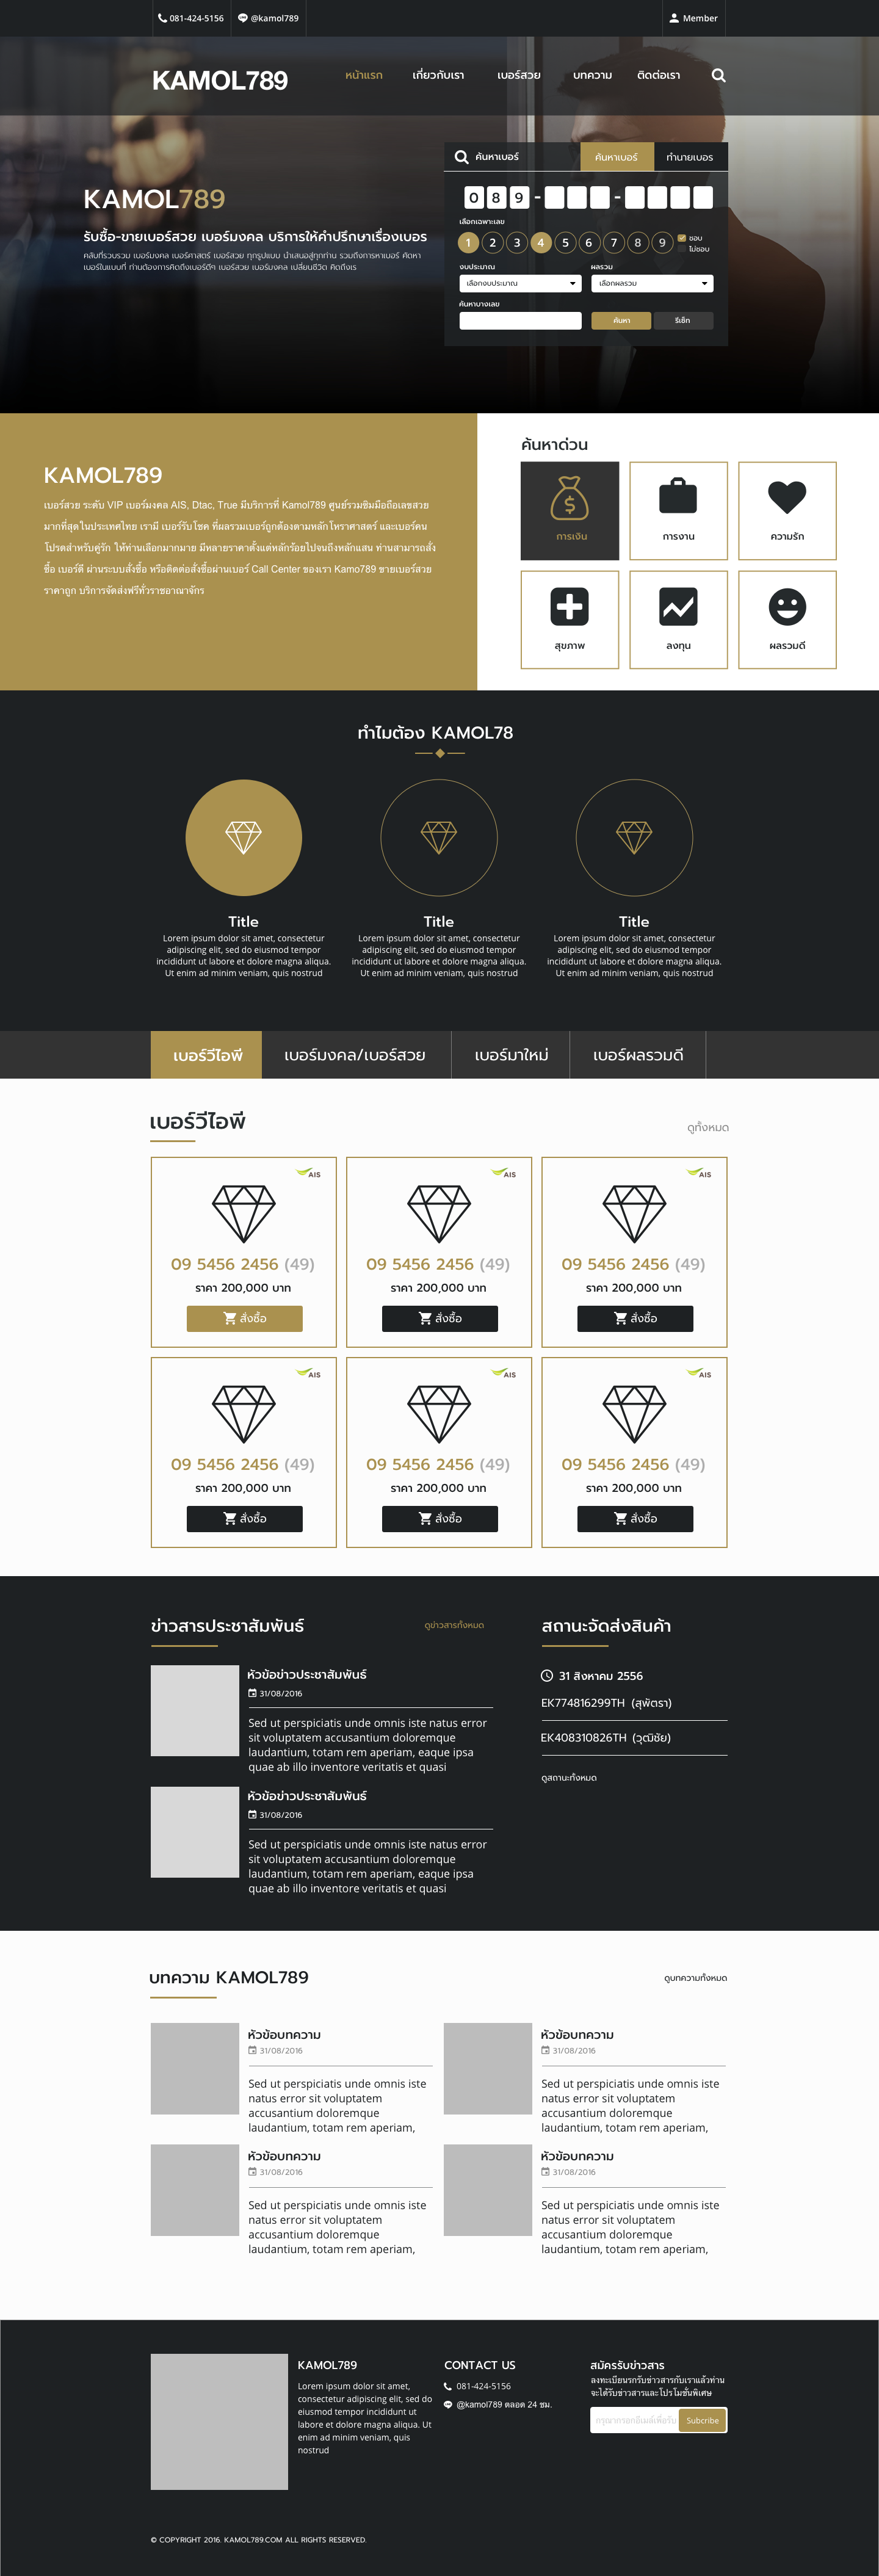 081-424-5156
@kamol789
Member
KAMOL789
หน้าแรก
เกี่ยวกับเรา
เบอร์สวย
บทความ
ติดต่อเรา
ค้นหาเบอร์
ค้นหาเบอร์
ทำนายเบอร
KAMOL789
รับซื้อ-ขายเบอร์สวย เบอร์มงคล บริการให้คำปรึกษาเรื่องเบอร
คลับที่รวบรวม เบอร์มงคล เบอร์ศาสตร์ เบอร์สวย ทุกรูปแบบ นำเสนอสู่ทุกท่าน รวมถึงการหาเบอร์ คัดหา
เบอร์ในแบบที่ ท่านต้องการคิดถึงเบอร์ดีๆ เบอร์สวย เบอร์มงคล เปลี่ยนชีวิต คิดถึงเร
0 8 9 - -
เลือกเฉพาะเลข
1 2 3 4 5 6 7 8 9
ชอบ
ไม่ชอบ
งบประมาณ
ผลรวม
เลือกงบประมาณ
เลือกผลรวม
ค้นหาบางเลข
ค้นหา
รีเซ็ท
KAMOL789
เบอร์สวย ระดับ VIP เบอร์มงคล AIS, Dtac, True มีบริการที่ Kamol789 ศูนย์รวมซิมมือถือเลขสวย
มากที่สุดในประเทศไทย เรามี เบอร์รับโชค ที่ผลรวมเบอร์ถูกต้องตามหลักโหราศาสตร์ และเบอร์คน
โปรดสำหรับคู่รัก ให้ท่านเลือกมากมาย มีหลายราคาตั้งแต่หลักร้อยไปจนถึงหลักแสน ท่านสามารถสั่ง
ซื้อ เบอร์ดี ผ่านระบบสั่งซื้อ หรือติดต่อสั่งซื้อผ่านเบอร์ Call Center ของเรา Kamo789 ขายเบอร์สวย
ราคาถูก บริการจัดส่งฟรีทั่วราชอาณาจักร
ค้นหาด่วน
การเงิน
การงาน
ความรัก
สุขภาพ
ลงทุน
ผลรวมดี
ทำไมต้อง KAMOL78
Title
Lorem ipsum dolor sit amet, consectetur
adipiscing elit, sed do eiusmod tempor
incididunt ut labore et dolore magna aliqua.
Ut enim ad minim veniam, quis nostrud
Title
Lorem ipsum dolor sit amet, consectetur
adipiscing elit, sed do eiusmod tempor
incididunt ut labore et dolore magna aliqua.
Ut enim ad minim veniam, quis nostrud
Title
Lorem ipsum dolor sit amet, consectetur
adipiscing elit, sed do eiusmod tempor
incididunt ut labore et dolore magna aliqua.
Ut enim ad minim veniam, quis nostrud
เบอร์วีไอพี
เบอร์มงคล/เบอร์สวย
เบอร์มาใหม่
เบอร์ผลรวมดี
เบอร์วีไอพี
ดูทั้งหมด
AIS
09 5456 2456 (49)
ราคา 200,000 บาท
สั่งซื้อ
AIS
09 5456 2456 (49)
ราคา 200,000 บาท
สั่งซื้อ
AIS
09 5456 2456 (49)
ราคา 200,000 บาท
สั่งซื้อ
AIS
09 5456 2456 (49)
ราคา 200,000 บาท
สั่งซื้อ
AIS
09 5456 2456 (49)
ราคา 200,000 บาท
สั่งซื้อ
AIS
09 5456 2456 (49)
ราคา 200,000 บาท
สั่งซื้อ
ข่าวสารประชาสัมพันธ์
ดูข่าวสารทั้งหมด
หัวข้อข่าวประชาสัมพันธ์
31/08/2016
Sed ut perspiciatis unde omnis iste natus error
sit voluptatem accusantium doloremque
laudantium, totam rem aperiam, eaque ipsa
quae ab illo inventore veritatis et quasi
หัวข้อข่าวประชาสัมพันธ์
31/08/2016
Sed ut perspiciatis unde omnis iste natus error
sit voluptatem accusantium doloremque
laudantium, totam rem aperiam, eaque ipsa
quae ab illo inventore veritatis et quasi
สถานะจัดส่งสินค้า
31 สิงหาคม 2556
EK774816299TH (สุพัตรา)
EK408310826TH (วุฒิชัย)
ดูสถานะทั้งหมด
บทความ KAMOL789
ดูบทความทั้งหมด
หัวข้อบทความ
31/08/2016
Sed ut perspiciatis unde omnis iste
natus error sit voluptatem
accusantium doloremque
laudantium, totam rem aperiam,
หัวข้อบทความ
31/08/2016
Sed ut perspiciatis unde omnis iste
natus error sit voluptatem
accusantium doloremque
laudantium, totam rem aperiam,
หัวข้อบทความ
31/08/2016
Sed ut perspiciatis unde omnis iste
natus error sit voluptatem
accusantium doloremque
laudantium, totam rem aperiam,
หัวข้อบทความ
31/08/2016
Sed ut perspiciatis unde omnis iste
natus error sit voluptatem
accusantium doloremque
laudantium, totam rem aperiam,
KAMOL789
Lorem ipsum dolor sit amet,
consectetur adipiscing elit, sed do
eiusmod tempor incididunt ut
labore et dolore magna aliqua. Ut
enim ad minim veniam, quis
nostrud
CONTACT US
081-424-5156
@kamol789 ตลอด 24 ชม.
สมัครรับข่าวสาร
ลงทะเบียนรกรับข่าวสารกับเราแล้วท่าน
จะได้รับข่าวสารและโปรโมชั่นพิเศษ
กรุณากรอกอีเมล์เพื่อรับ
Subcribe
© COPYRIGHT 2016. KAMOL789.COM ALL RIGHTS RESERVED.